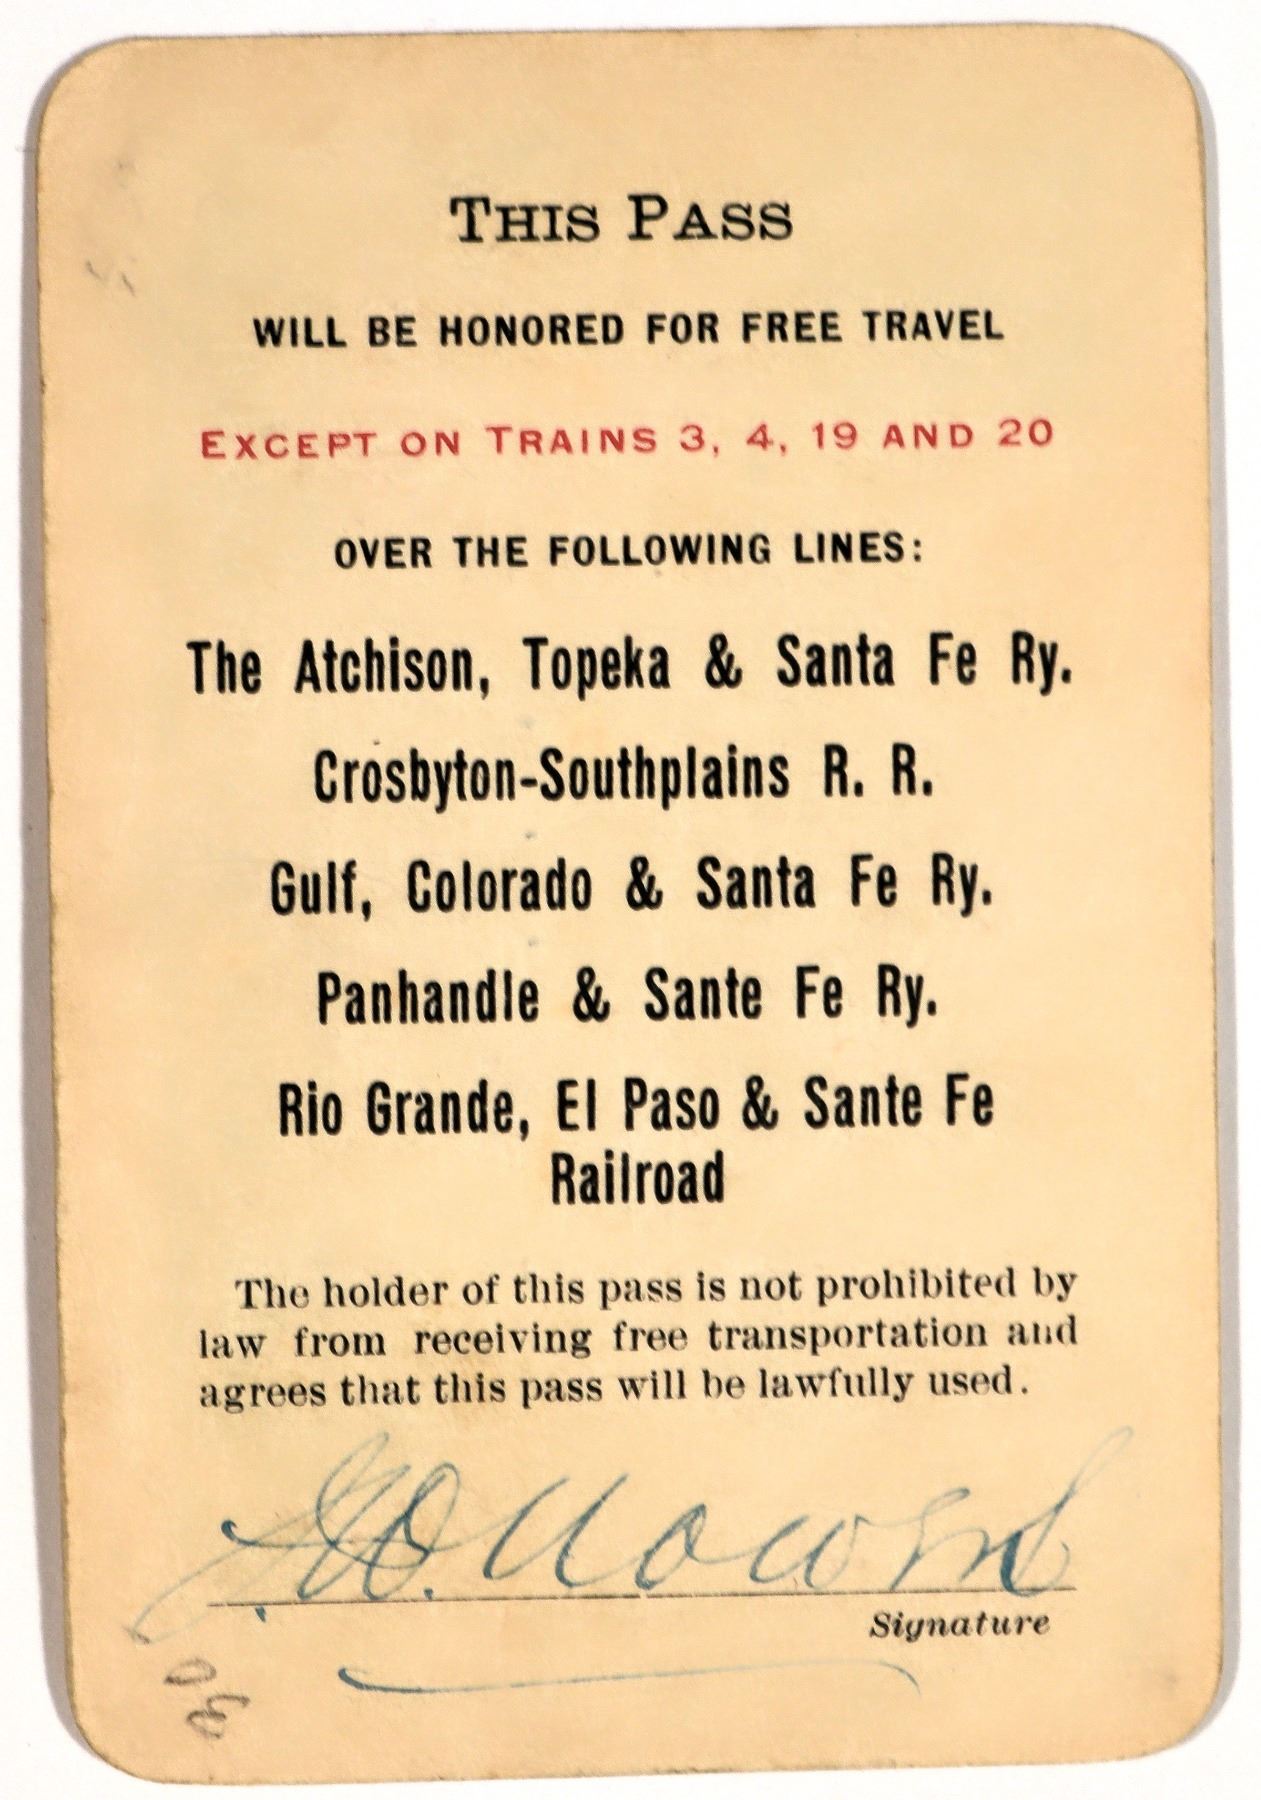 THIS PASS
WILL BE HONORED FOR FREE TRAVEL
EXCEPT ON TRAINS 3, 4, 19 AND 20
OVER THE FOLLOWING LINES:
The Atchison, Topeka & Santa Fe Ry.
Crosbyton-Southplains R. R.
Gulf, Colorado & Santa Fe Ry.
Panhandle & Sante Fe Ry.
Rio Grande, El Paso & Sante Fe
Railroad
The holder of this pass is not prohibited by
law from receiving free transportation and
agrees that this pass will be lawfully used.
Signature